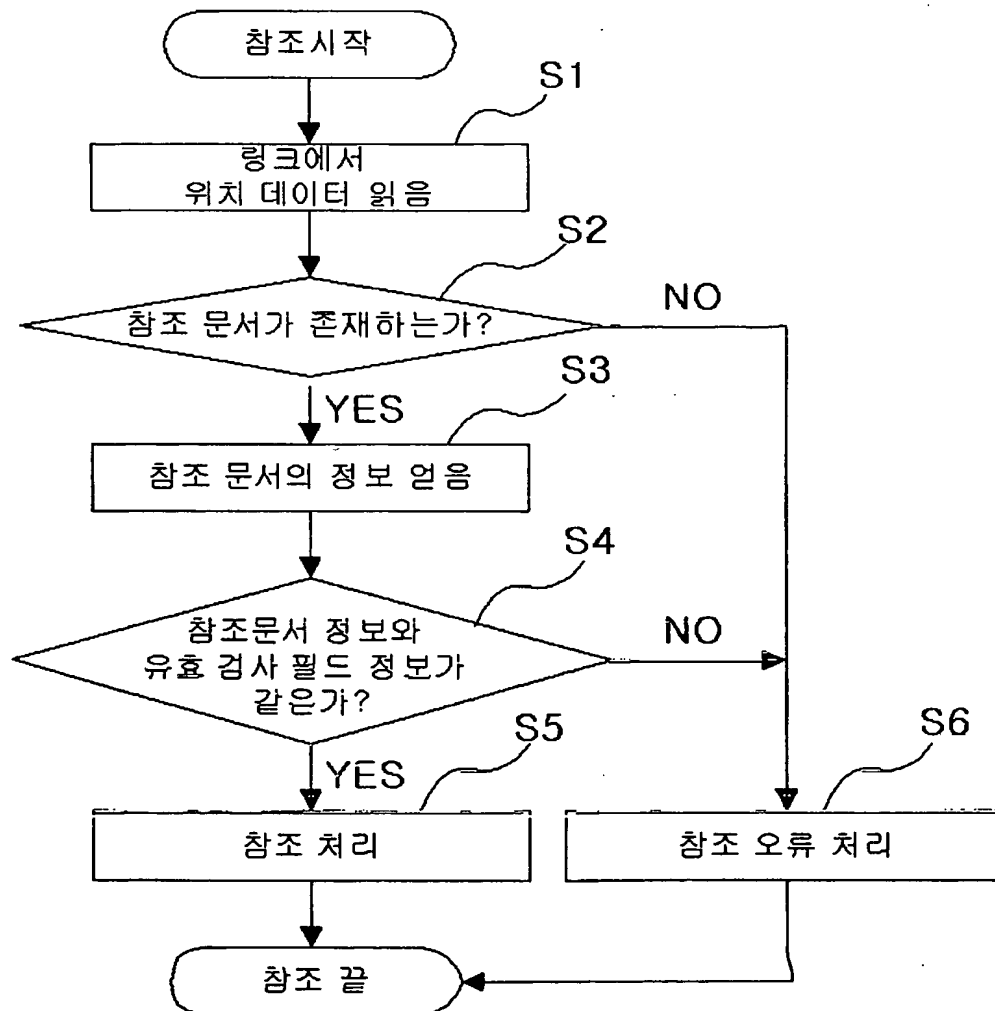 참조시작
S1
링크에서
위치 데이터 읽음
S2
참조 문서가 존재하는가?
NO
YES
S3
참조 문서의 정보 얻음
S4
참조문서 정보와
유효 검사 필드 정보가
같은가?
NO
YES
S5
참조 처리
S6
참조 오류 처리
참조 끝